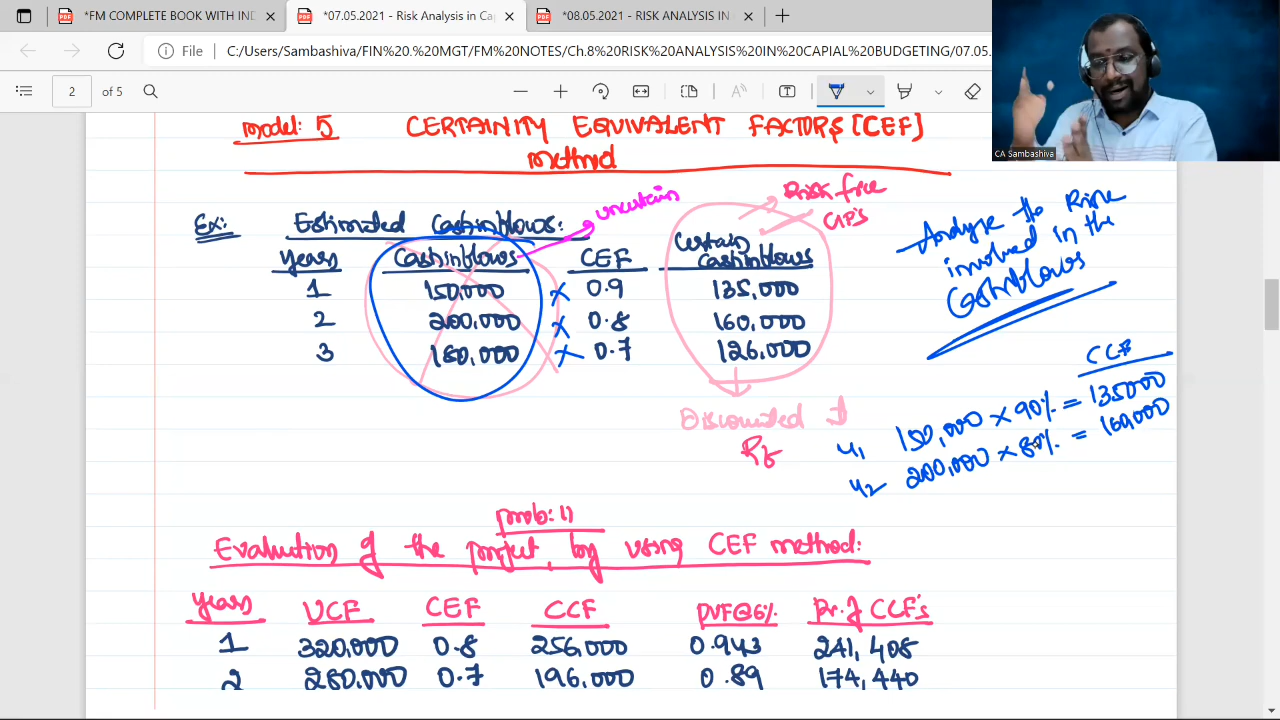 *FM COMPLETE BOOK WITH IND
*07.05.2021 - Risk Analysis in Ca
*08.05.2021 - RISK ANALYSIS IN
File
C:/Users/Sambashiva/FIN%20.%20MGT/FM%20NOTES/Ch.8%20RISK%20ANALYSIS%20IN%20CAPIAL%20BUDGETING/07.05.
2 of 5
CA Sambashiva
Model: 5 CERTAINITY EQUIVALENT FACTORS [CEF]
method
Ex: Estimated Cashinflows:
uncertain
Risk free
CIF's
Years Cashinflows CEF Certain Cashinflows
1 150,000 × 0.9 135,000
2 200,000 × 0.8 160,000
3 180,000 × 0.7 126,000
Discounted
Rf
Analyse the Risk
involved in the
Cashinflows
CCF
Y1 150,000 × 90% = 135000
Y2 200,000 × 80% = 160,000
prob: 11
Evaluation of the project, by using CEF method:
Years UCF CEF CCF PVF@6% Pr. of CCF's
1 320,000 0.8 256,000 0.943 241,408
2 280,000 0.7 196,000 0.89 174,440